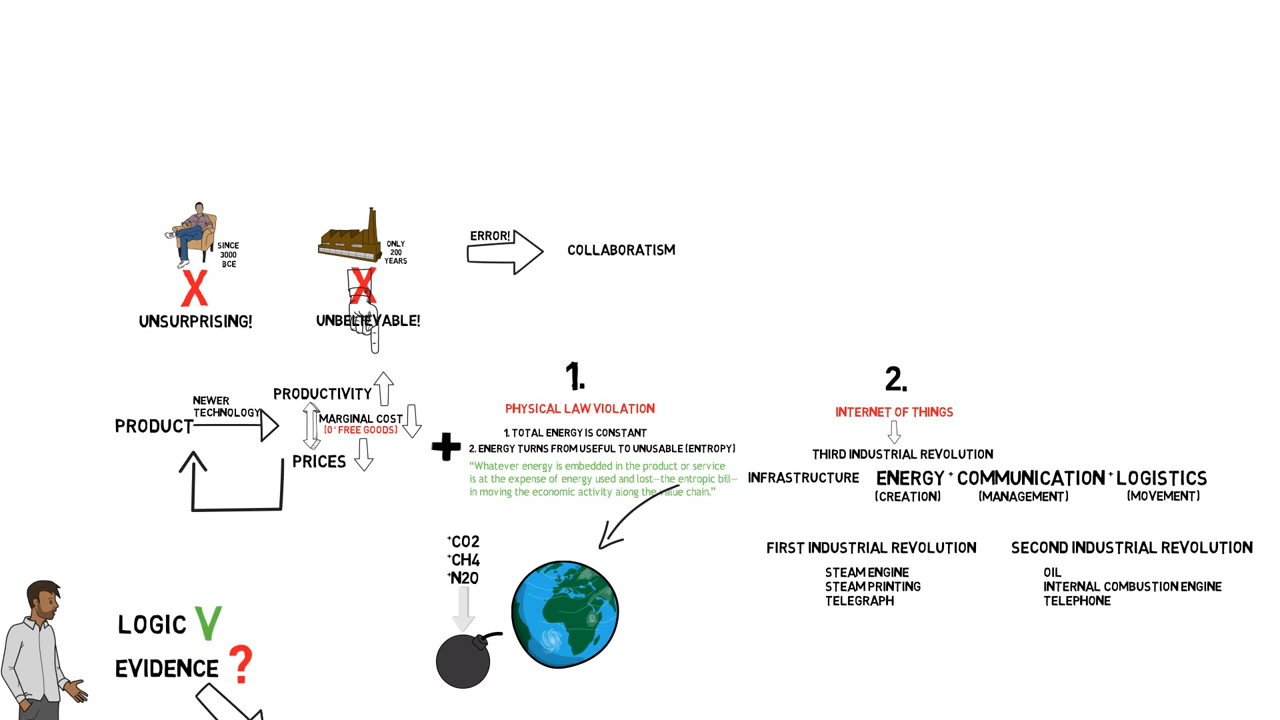 SINCE
3000
BCE
X
UNSURPRISING!
ONLY
200
YEARS
X
UNBELIEVABLE!
ERROR!
COLLABORATISM
PRODUCT
NEWER
TECHNOLOGY
PRODUCTIVITY
MARGINAL COST
(0 = FREE GOODS)
PRICES
1.
PHYSICAL LAW VIOLATION
1. TOTAL ENERGY IS CONSTANT
2. ENERGY TURNS FROM USEFUL TO UNUSABLE (ENTROPY)
"Whatever energy is embedded in the product or service
is at the expense of energy used and lost—the entropic bill—
in moving the economic activity along the value chain."
+CO2
+CH4
+N2O
2.
INTERNET OF THINGS
THIRD INDUSTRIAL REVOLUTION
INFRASTRUCTURE ENERGY + COMMUNICATION + LOGISTICS
(CREATION) (MANAGEMENT) (MOVEMENT)
FIRST INDUSTRIAL REVOLUTION
STEAM ENGINE
STEAM PRINTING
TELEGRAPH
SECOND INDUSTRIAL REVOLUTION
OIL
INTERNAL COMBUSTION ENGINE
TELEPHONE
LOGIC V
EVIDENCE ?